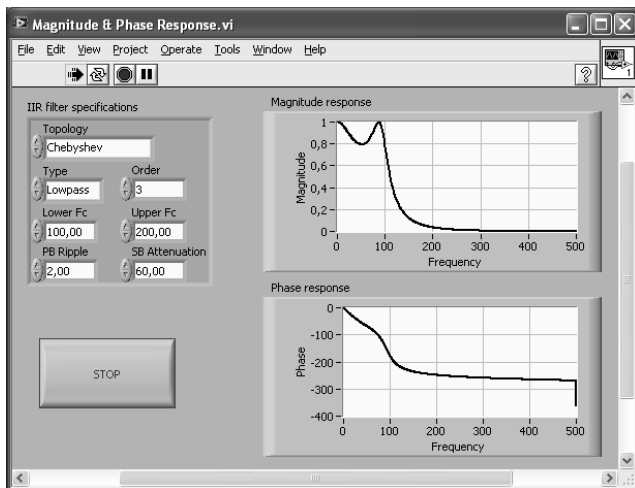 Magnitude & Phase Response.vi
File Edit View Project Operate Tools Window Help
?
1
IIR filter specifications
Topology
Chebyshev
Type Order
Lowpass 3
Lower Fc Upper Fc
100,00 200,00
PB Ripple SB Attenuation
2,00 60,00
STOP
Magnitude response
Magnitude
1
0,8
0,6
0,4
0,2
0
0 100 200 300 400 500
Frequency
Phase response
Phase
0
-100
-200
-300
-400
0 100 200 300 400 500
Frequency